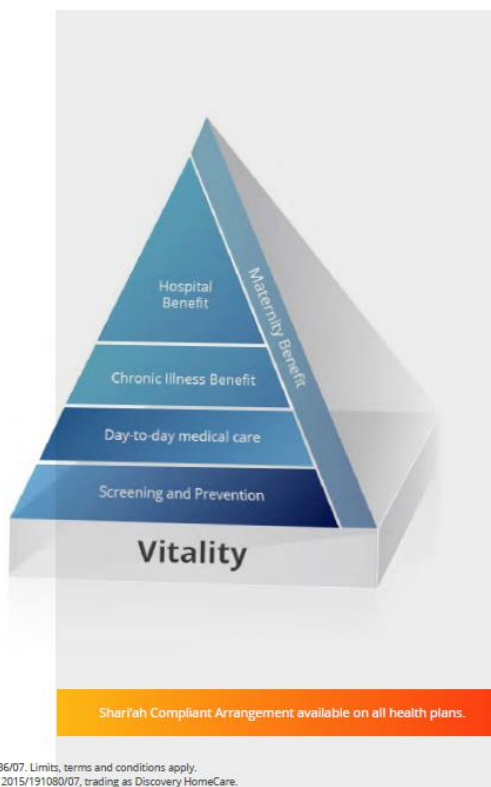 Hospital
Benefit
Maternity Benefit
Chronic Illness Benefit
Day-to-day medical care
Screening and Prevention
Vitality
Shari'ah Compliant Arrangement available on all health plans.
36/07. Limits, terms and conditions apply.
2015/191080/07, trading as Discovery HomeCare.